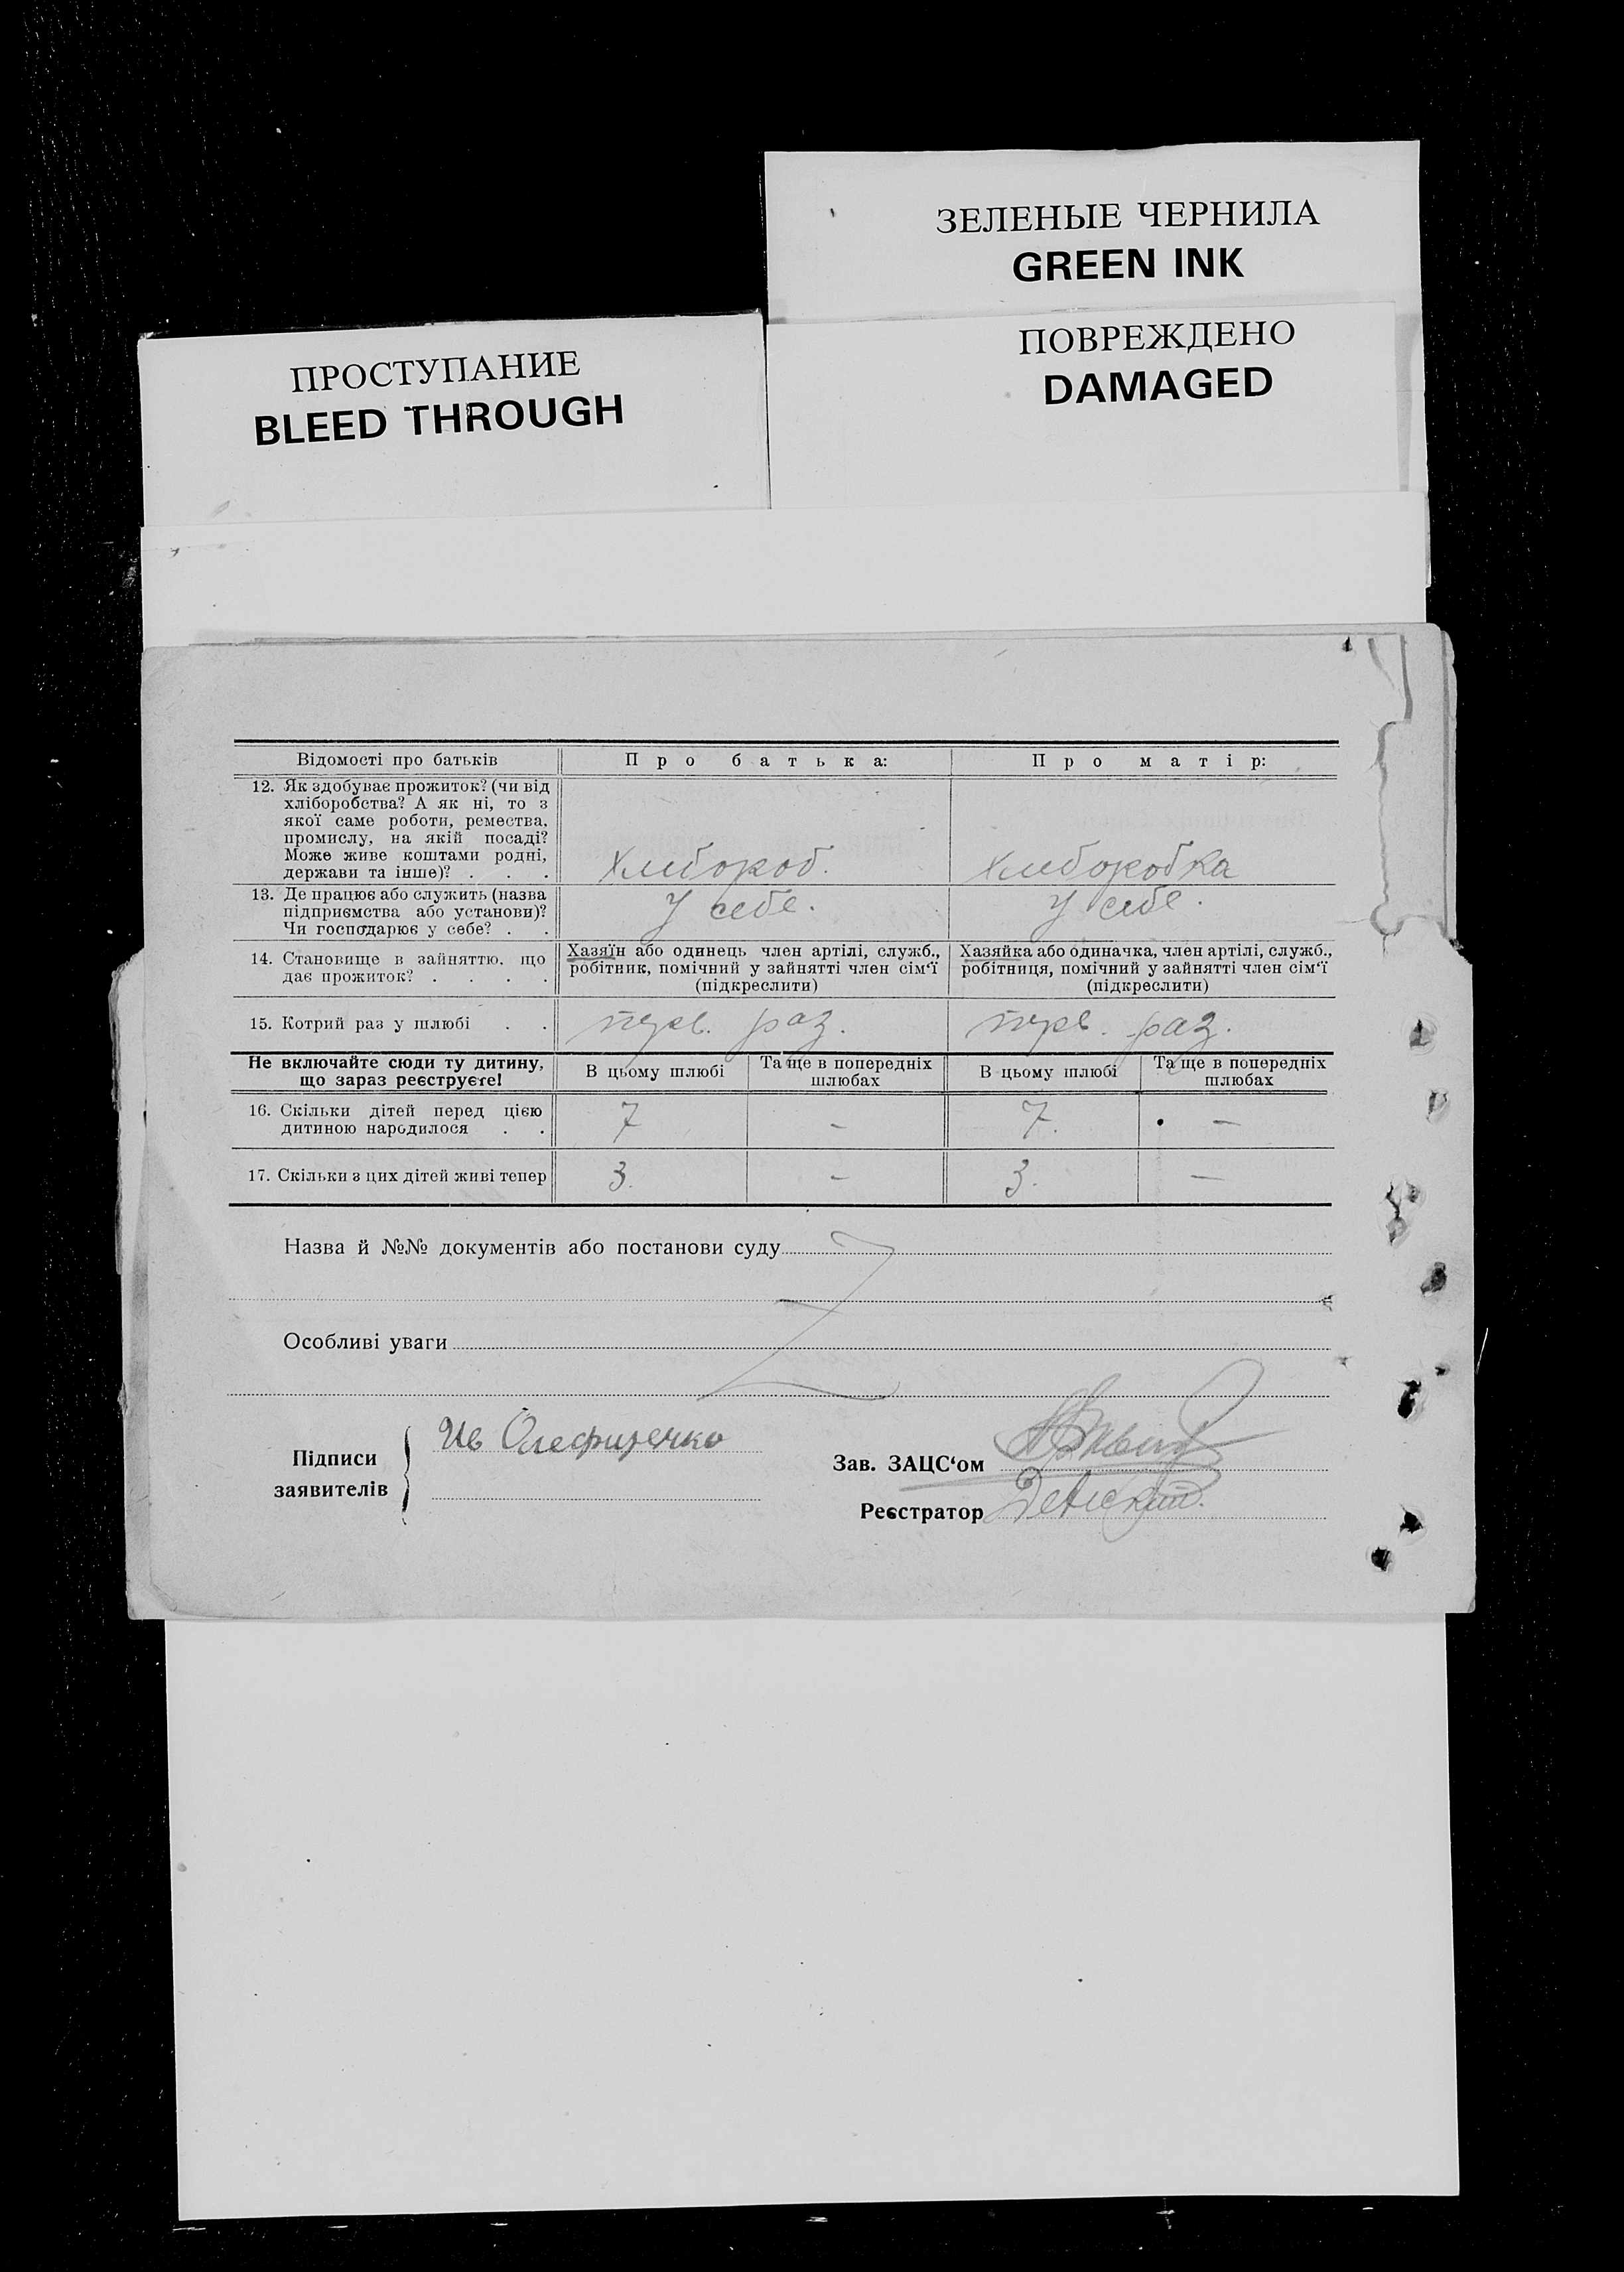 ЗЕЛЕНЫЕ ЧЕРНИЛА
GREEN INK
ПОВРЕЖДЕНО
DAMAGED
ПРОСТУПАНИЕ
BLEED THROUGH
Відомості про батьків
Про батька:
Про матір:
12. Як здобуває прожиток? (чи від
хліборобства? А як ні, то з
якої саме роботи, ремества,
промислу, на якій посаді?
Може живе коштами родні,
держави та інше)? . . .
Хлибороб.
Хлиборобка
13. Де працює або служить (назва
підприємства або установи)?
Чи господарює у себе? . .
У себе.
У себе.
14. Становище в зайняттю, що
дає прожиток? . . . .
Хазяїн або одинець член артілі, служб.,
робітник, помічний у зайнятті член сім‘ї
(підкреслити)
Хазяйка або одиначка, член артілі, служб.,
робітниця, помічний у зайнятті член сім‘ї
(підкреслити)
15. Котрий раз у шлюбі . .
перв. раз.
перв. раз.
Не включайте сюди ту дитину,
що зараз реєструєте!
В цьому шлюбі
Та ще в попередніх
шлюбах
В цьому шлюбі
Та ще в попередніх
шлюбах
16. Скільки дітей перед цією
дитиною народилося . .
7
-
7.
—
17. Скільки з цих дітей живі тепер
3.
-
3.
—
Назва й №№ документів або постанови суду
Особливі уваги
Підписи
заявителів
Ив Олефиренко
Зав. ЗАЦС‘ом
Реєстратор